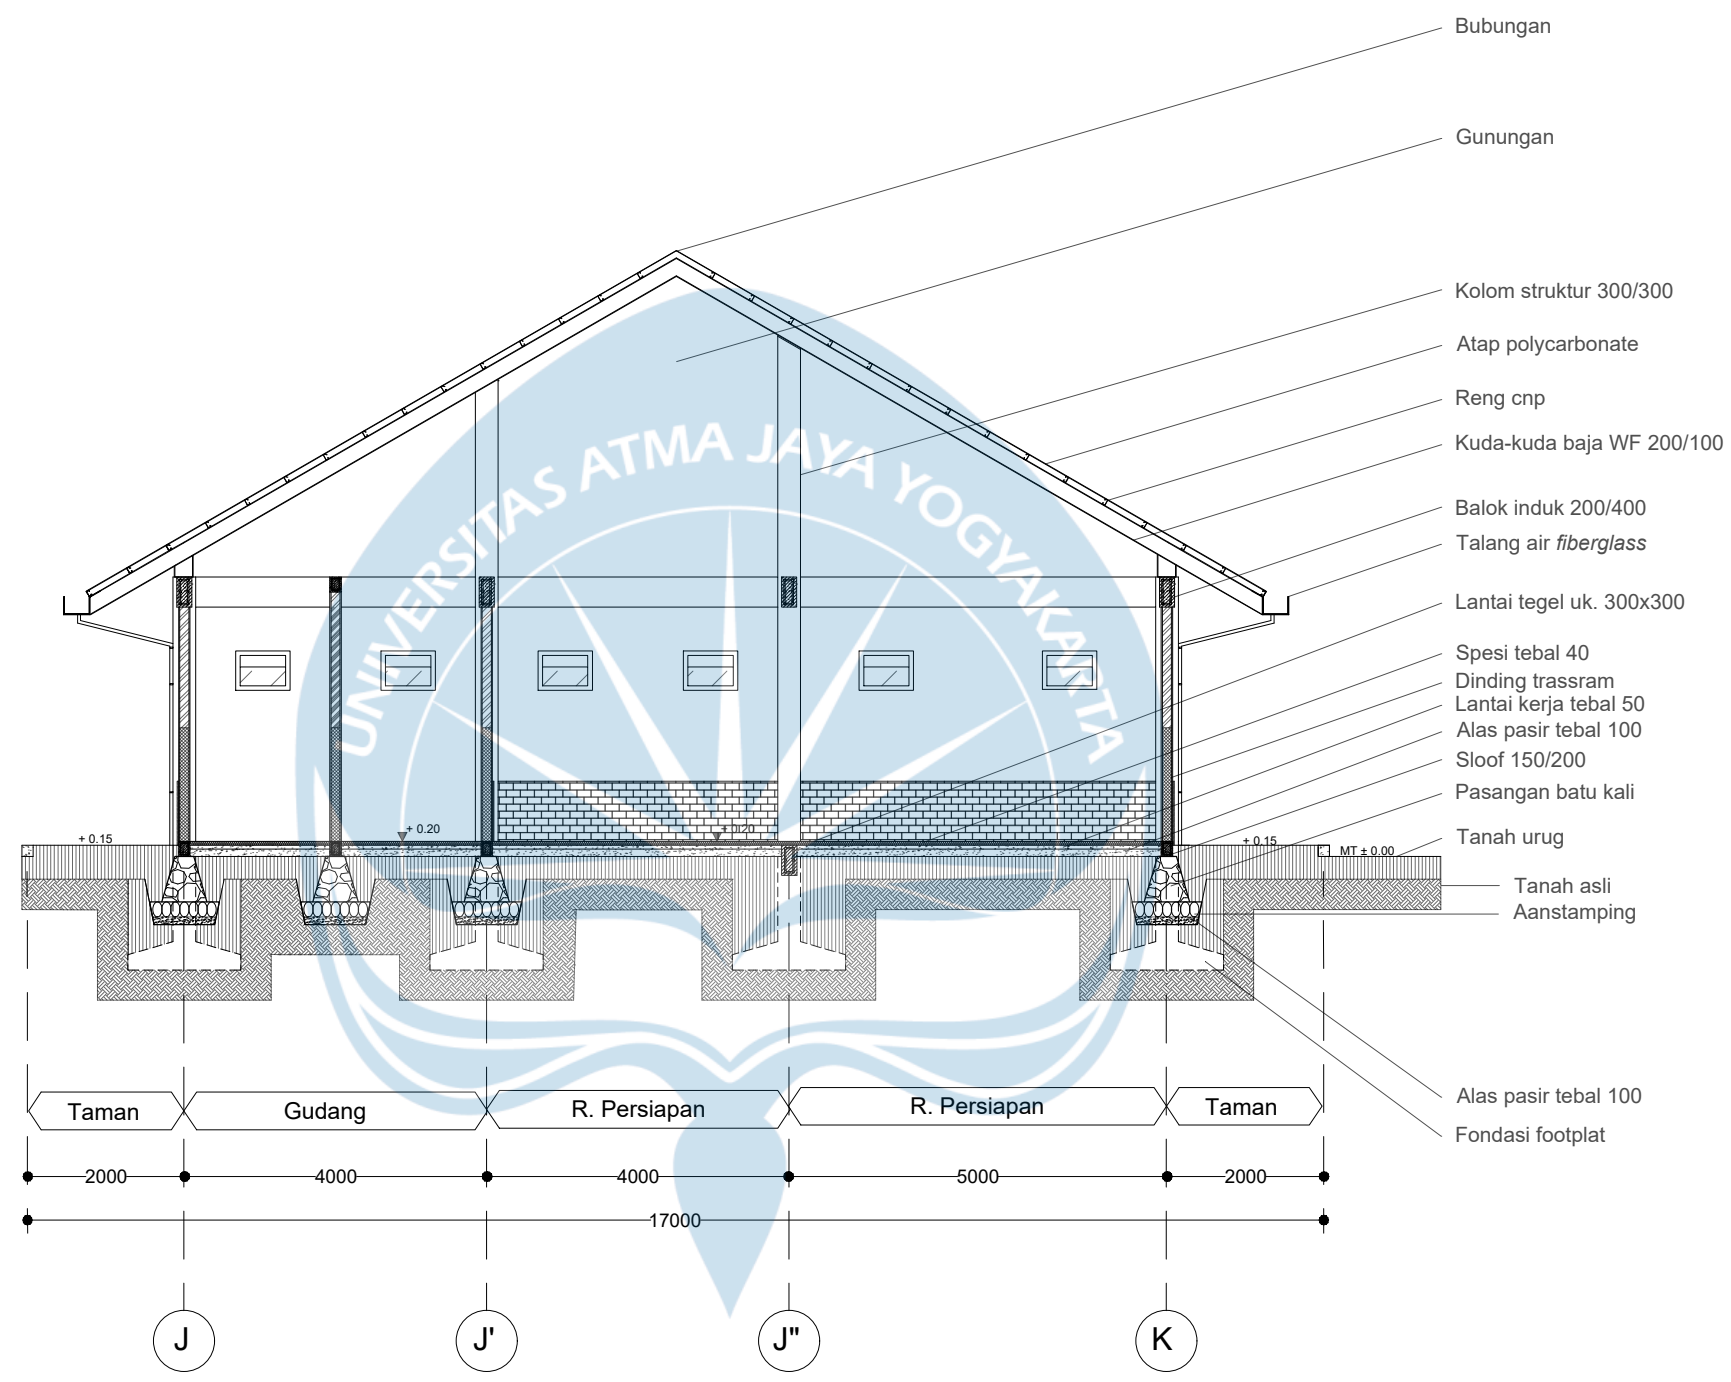 Bubungan
Gunungan
Kolom struktur 300/300
Atap polycarbonate
Reng cnp
Kuda-kuda baja WF 200/100
Balok induk 200/400
Talang air fiberglass
Lantai tegel uk. 300x300
Spesi tebal 40
Dinding trassram
Lantai kerja tebal 50
Alas pasir tebal 100
Sloof 150/200
Pasangan batu kali
Tanah urug
Tanah asli
Aanstamping
Alas pasir tebal 100
Fondasi footplat
UNIVERSITAS ATMA JAYA YOGYAKARTA
+ 0.15
+ 0.20
+ 0.20
+ 0.15
MT ± 0.00
Taman
Gudang
R. Persiapan
R. Persiapan
Taman
2000
4000
4000
5000
2000
17000
J
J'
J"
K